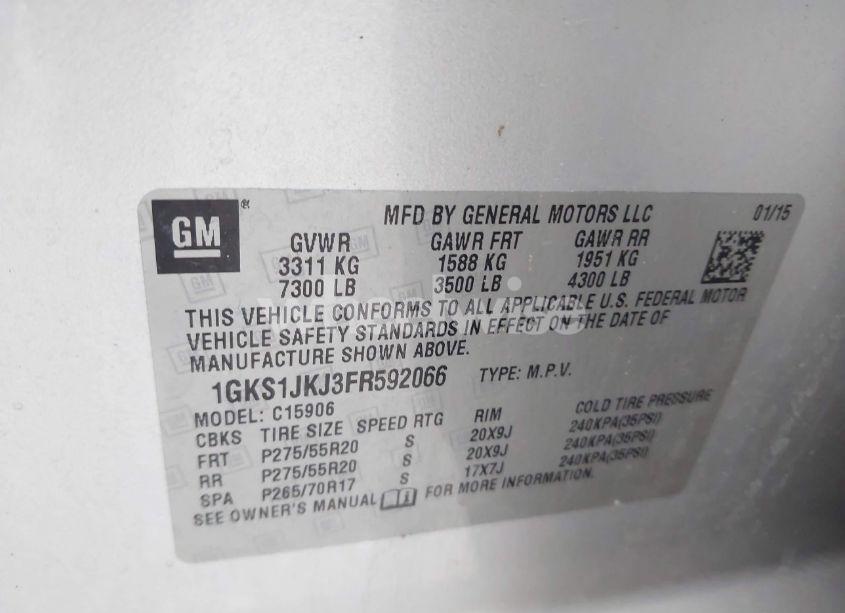 GM
MFD BY GENERAL MOTORS LLC 01/15
GVWR GAWR FRT GAWR RR
3311 KG 1588 KG 1951 KG
7300 LB 3500 LB 4300 LB
THIS VEHICLE CONFORMS TO ALL APPLICABLE U.S. FEDERAL MOTOR
VEHICLE SAFETY STANDARDS IN EFFECT ON THE DATE OF
MANUFACTURE SHOWN ABOVE.
1GKS1JKJ3FR592066 TYPE: M.P.V.
MODEL: C15906
CBKS TIRE SIZE SPEED RTG RIM COLD TIRE PRESSURE
FRT P275/55R20 S 20X9J 240KPA(35PSI)
RR P275/55R20 S 20X9J 240KPA(35PSI)
SPA P265/70R17 S 17X7J 240KPA(35PSI)
SEE OWNER'S MANUAL FOR MORE INFORMATION.